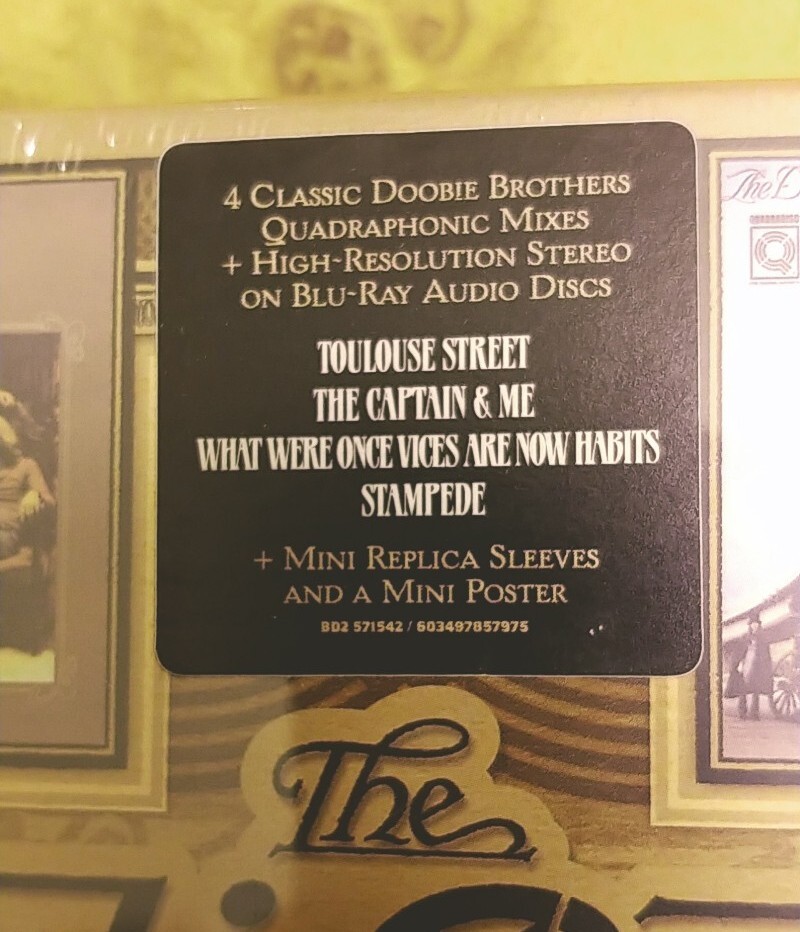 4 Classic Doobie Brothers
Quadraphonic Mixes
+ High-Resolution Stereo
on Blu-Ray Audio Discs
TOULOUSE STREET
THE CAPTAIN & ME
WHAT WERE ONCE VICES ARE NOW HABITS
STAMPEDE
+ Mini Replica Sleeves
and a Mini Poster
BD2 571542 / 603497857975
The
The